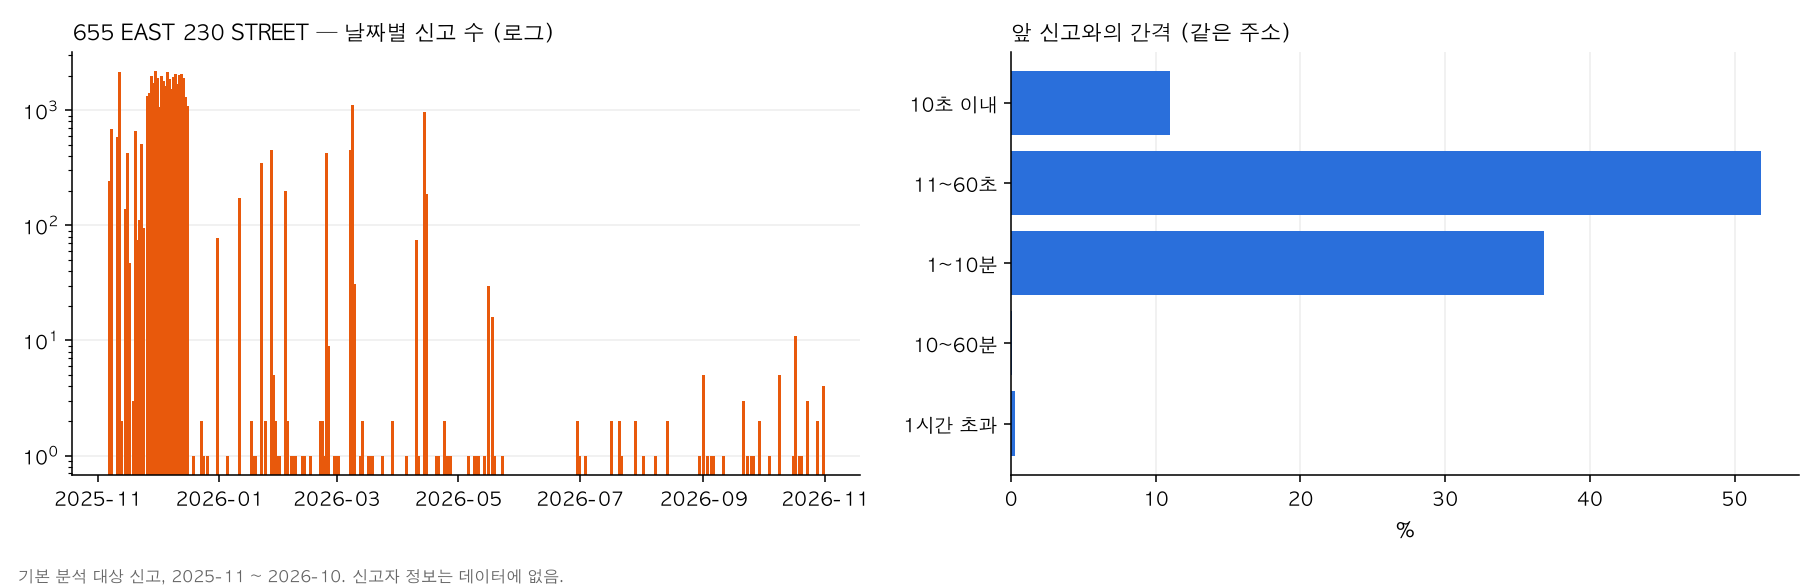 655 EAST 230 STREET — 날짜별 신고 수 (로그)
10³
10²
10¹
10⁰
2025-11 2026-01 2026-03 2026-05 2026-07 2026-09 2026-11
앞 신고와의 간격 (같은 주소)
10초 이내
11~60초
1~10분
10~60분
1시간 초과
0 10 20 30 40 50
%
기본 분석 대상 신고, 2025-11 ~ 2026-10. 신고자 정보는 데이터에 없음.